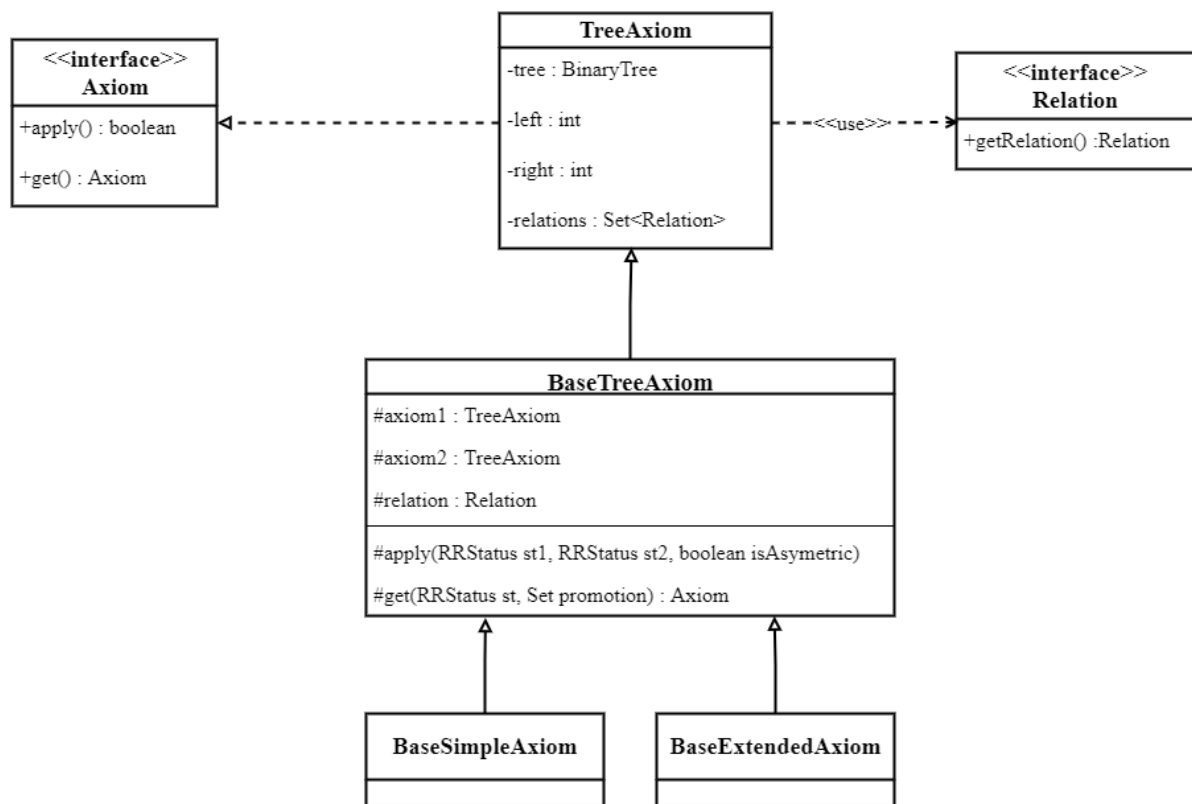 <<interface>>
Axiom
+apply() : boolean
+get() : Axiom
TreeAxiom
-tree : BinaryTree
-left : int
-right : int
-relations : Set<Relation>
<<use>>
<<interface>>
Relation
+getRelation() :Relation
BaseTreeAxiom
#axiom1 : TreeAxiom
#axiom2 : TreeAxiom
#relation : Relation
#apply(RRStatus st1, RRStatus st2, boolean isAsymetric)
#get(RRStatus st, Set promotion) : Axiom
BaseSimpleAxiom
BaseExtendedAxiom